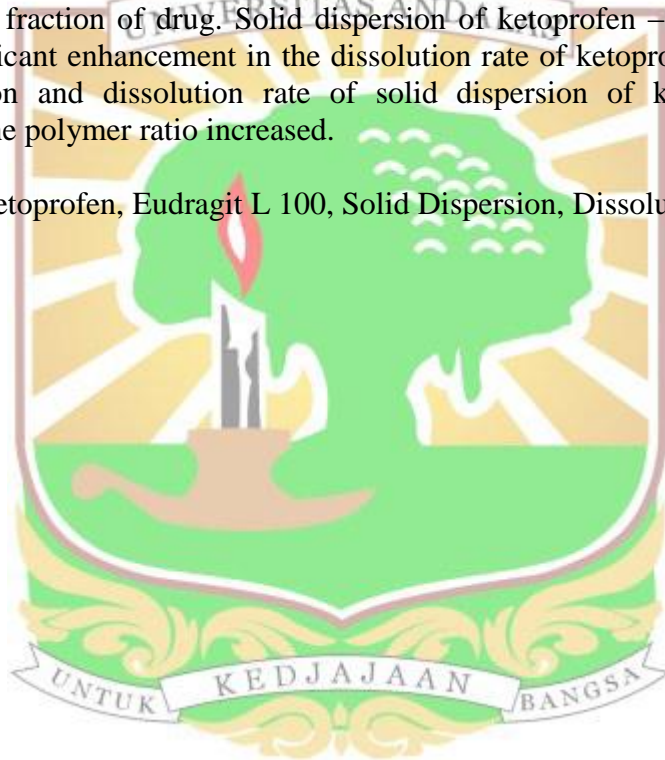 fraction of drug. Solid dispersion of ketoprofen –
icant enhancement in the dissolution rate of ketopro
on and dissolution rate of solid dispersion of k
e polymer ratio increased.
etoprofen, Eudragit L 100, Solid Dispersion, Dissolu
UNTUK KEDJAJAAN BANGSA